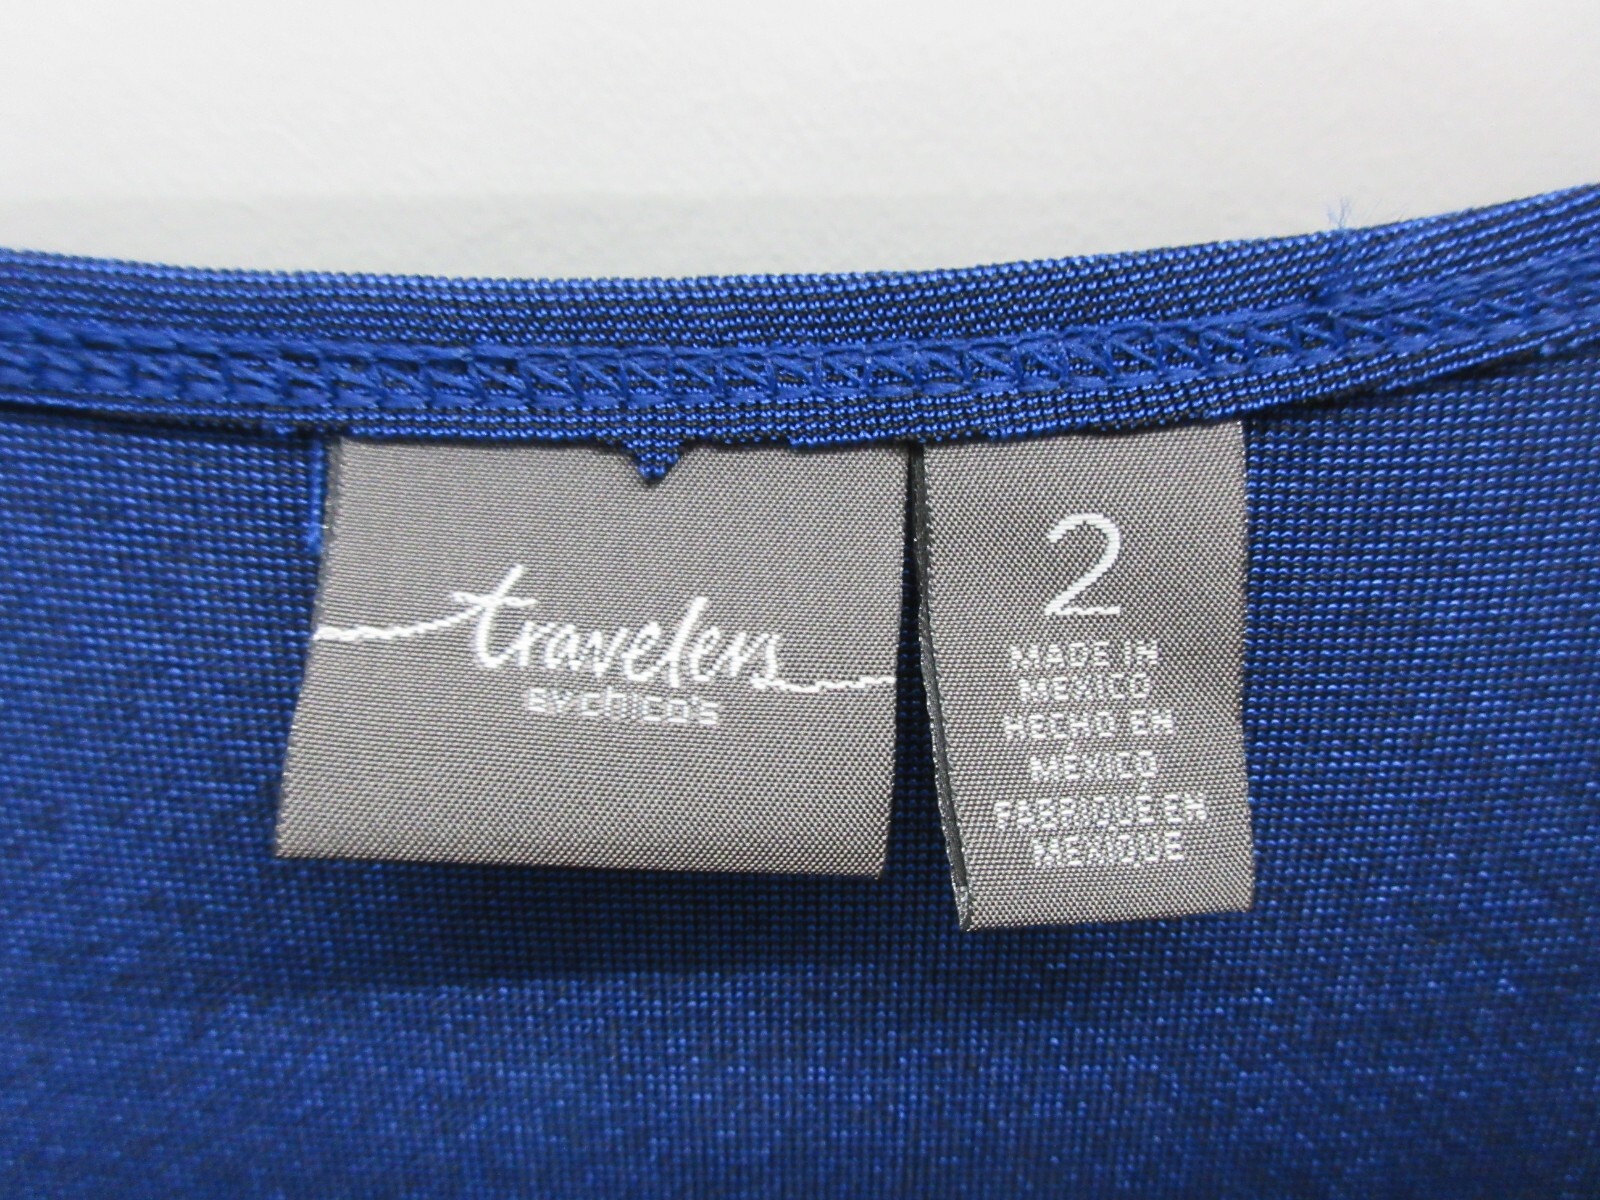 travelers
BY chico's
2
MADE IN
MEXICO
HECHO EN
MÉXICO
FABRIQUÉ EN
MEXIQUE